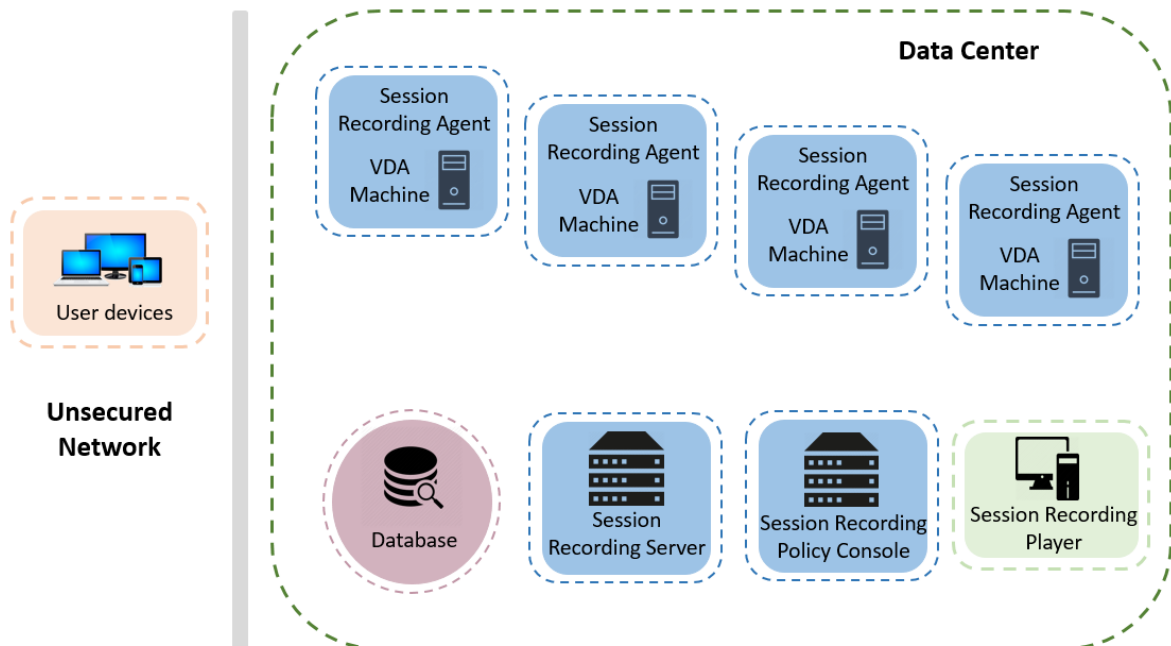 Data Center
Session
Recording Agent
VDA
Machine
Session
Recording Agent
VDA
Machine
Session
Recording Agent
VDA
Machine
Session
Recording Agent
VDA
Machine
User devices
Unsecured
Network
Database
Session
Recording Server
Session Recording
Policy Console
Session Recording
Player